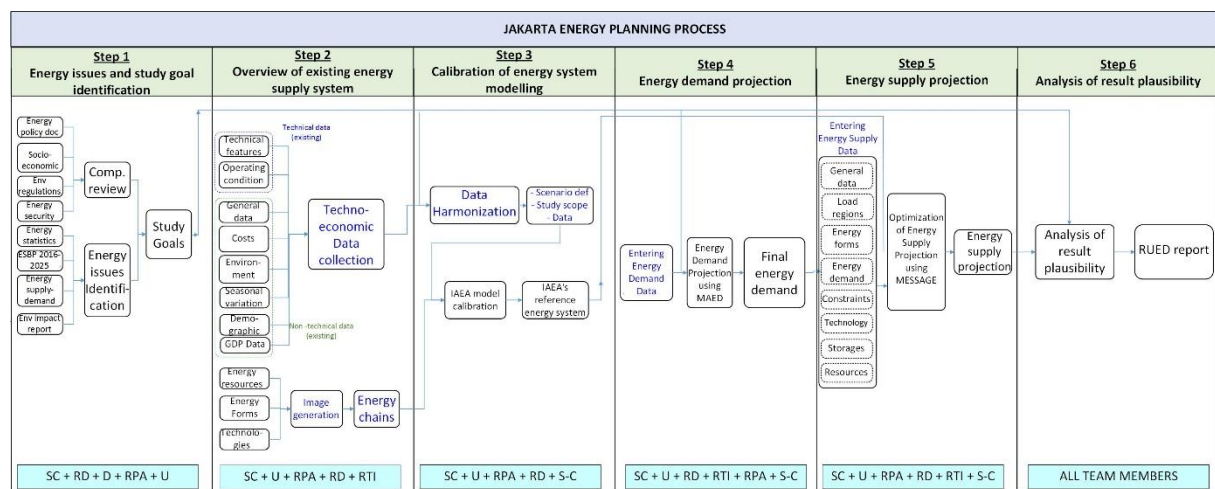 JAKARTA ENERGY PLANNING PROCESS
Step 1
Energy issues and study goal
identification
Energy
policy doc
Socio-
economic
Env
regulations
Energy
security
Energy
statistics
ESBP 2016-
2025
Energy
supply-
demand
Env impact
report
Comp.
review
Energy
issues
Identifi-
cation
Study
Goals
SC + RD + D + RPA + U
Step 2
Overview of existing energy
supply system
Technical data
(existing)
Technical
features
Operating
condition
General
data
Costs
Environ-
ment
Seasonal
variation
Demo-
graphic
GDP Data
Non -technical data
(existing)
Techno-
economic Data
collection
Energy
resources
Energy
Forms
Technolo-
gies
Image
generation
Energy
chains
SC + U + RPA + RD + RTI
Step 3
Calibration of energy system
modelling
Data
Harmonization
- Scenario def
- Study scope
- Data
IAEA model
calibration
IAEA's
reference
energy system
SC + U + RPA + RD + S-C
Step 4
Energy demand projection
Entering
Energy
Demand
Data
Energy
Demand
Projection
using
MAED
Final
energy
demand
SC + U + RD + RTI + RPA + S-C
Step 5
Energy supply projection
Entering
Energy Supply
Data
General
data
Load
regions
Energy
forms
Energy
demand
Constraints
Technology
Storages
Resources
Optimization
of Energy
Supply
Projection
using
MESSAGE
Energy
supply
projection
SC + U + RPA + RD + RTI + S-C
Step 6
Analysis of result plausibility
Analysis of
result
plausibility
RUED report
ALL TEAM MEMBERS